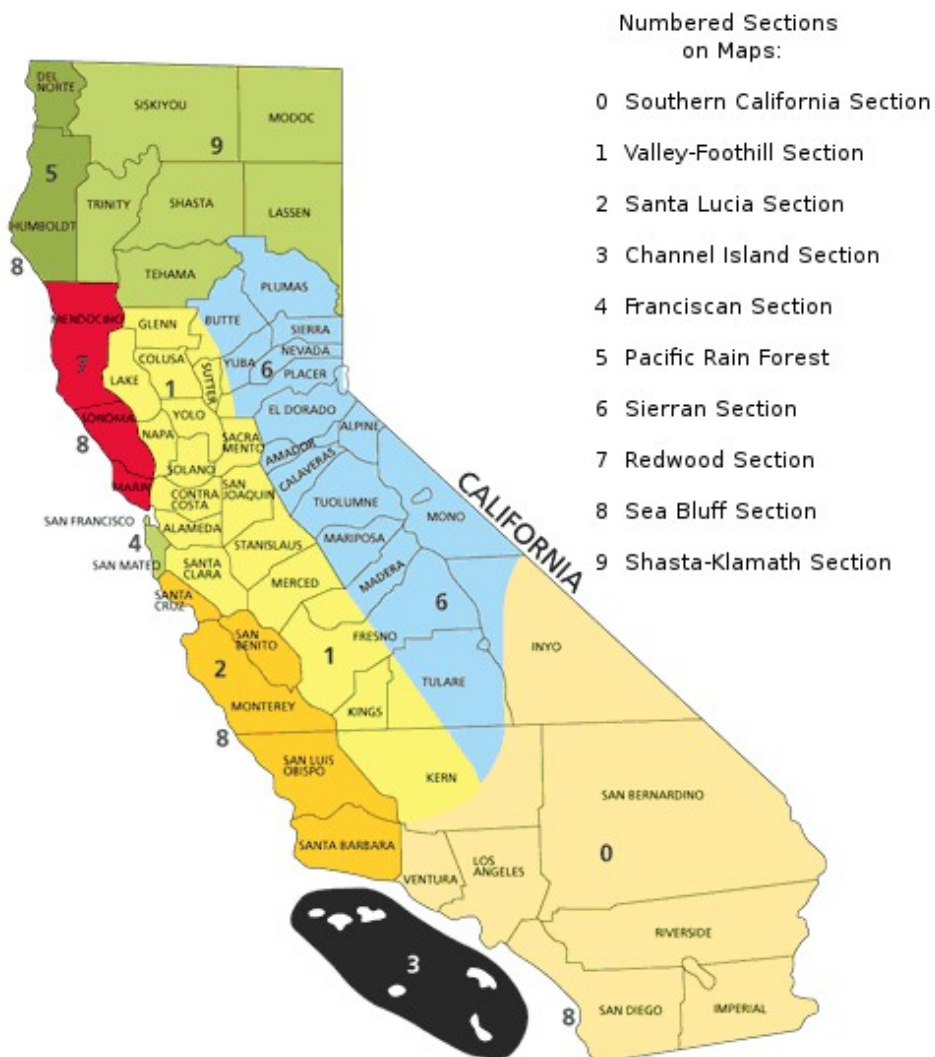 Numbered Sections
on Maps:
0 Southern California Section
1 Valley-Foothill Section
2 Santa Lucia Section
3 Channel Island Section
4 Franciscan Section
5 Pacific Rain Forest
6 Sierran Section
7 Redwood Section
8 Sea Bluff Section
9 Shasta-Klamath Section
DEL
NORTE
SISKIYOU
MODOC
9
5
TRINITY
SHASTA
LASSEN
HUMBOLDT
8
TEHAMA
PLUMAS
MENDOCINO
GLENN
BUTTE
SIERRA
COLUSA
YUBA
NEVADA
7
LAKE
1
SUTTER
6
PLACER
SONOMA
YOLO
EL DORADO
8
NAPA
SACRA
MENTO
ALPINE
AMADOR
SOLANO
CALAVERAS
MARIN
CONTRA
COSTA
SAN
JOAQUIN
TUOLUMNE
CALIFORNIA
SAN FRANCISCO
ALAMEDA
MONO
4
STANISLAUS
MARIPOSA
SAN MATEO
SANTA
CLARA
MERCED
MADERA
SANTA
CRUZ
6
SAN
BENITO
FRESNO
INYO
2
1
TULARE
MONTEREY
KINGS
8
SAN LUIS
OBISPO
KERN
SAN BERNARDINO
SANTA BARBARA
0
VENTURA
LOS
ANGELES
RIVERSIDE
3
8
SAN DIEGO
IMPERIAL